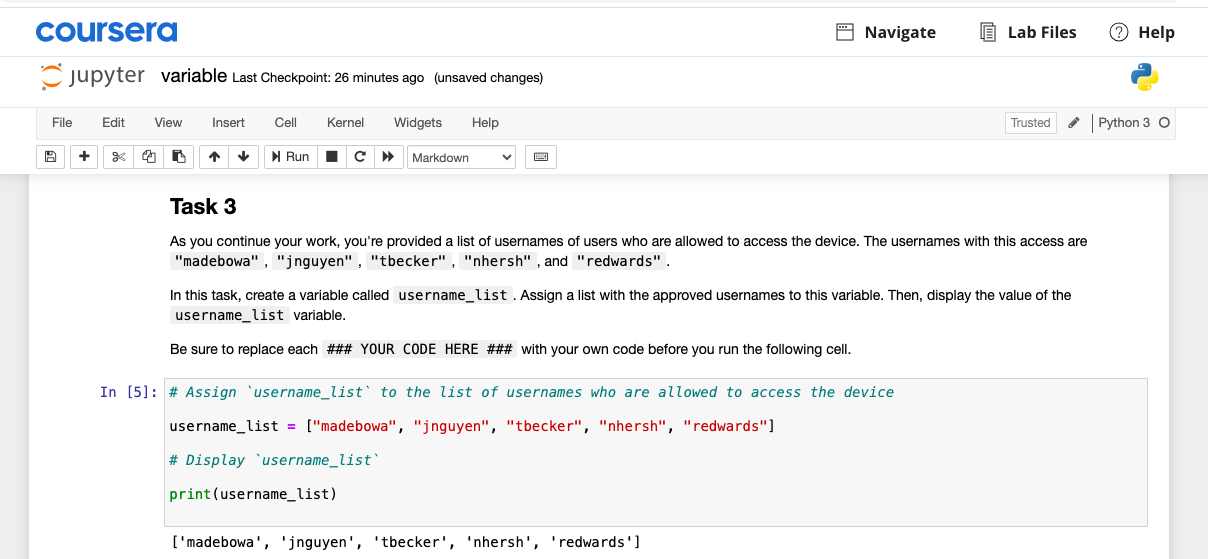 coursera Navigate Lab Files ? Help
jupyter variable Last Checkpoint: 26 minutes ago (unsaved changes)
File Edit View Insert Cell Kernel Widgets Help Trusted Python 3
Run Markdown
Task 3
As you continue your work, you're provided a list of usernames of users who are allowed to access the device. The usernames with this access are
"madebowa" , "jnguyen" , "tbecker" , "nhersh" , and "redwards" .
In this task, create a variable called username_list . Assign a list with the approved usernames to this variable. Then, display the value of the
username_list variable.
Be sure to replace each ### YOUR CODE HERE ### with your own code before you run the following cell.
In [5]: # Assign `username_list` to the list of usernames who are allowed to access the device
username_list = ["madebowa", "jnguyen", "tbecker", "nhersh", "redwards"]
# Display `username_list`
print(username_list)
['madebowa', 'jnguyen', 'tbecker', 'nhersh', 'redwards']